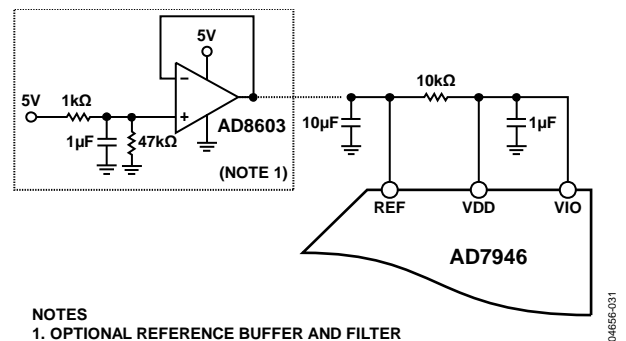 5V
5V
1kΩ
10kΩ
−
+
AD8603
1µF
47kΩ
10µF
1µF
(NOTE 1)
REF
VDD
VIO
AD7946
NOTES
1. OPTIONAL REFERENCE BUFFER AND FILTER
04656-031